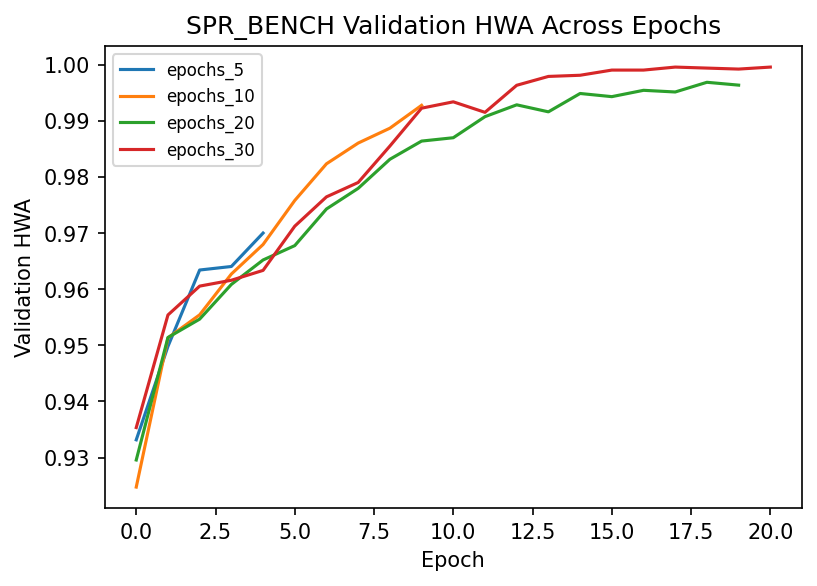 SPR_BENCH Validation HWA Across Epochs
epochs_5
epochs_10
epochs_20
epochs_30
Validation HWA
1.00
0.99
0.98
0.97
0.96
0.95
0.94
0.93
0.0 2.5 5.0 7.5 10.0 12.5 15.0 17.5 20.0
Epoch